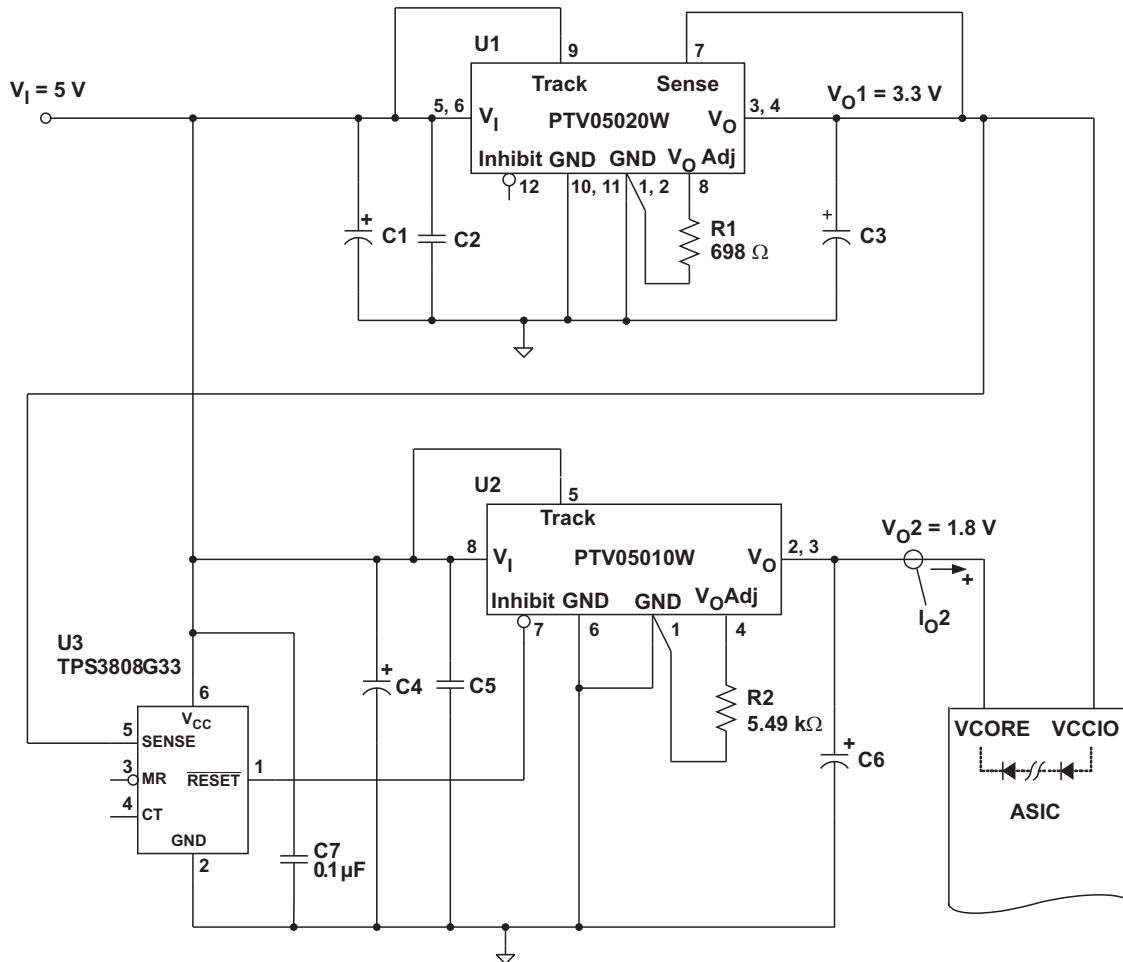 U1
9
7
V_I = 5 V
Track
Sense
V_O1 = 3.3 V
5, 6
V_I
PTV05020W
V_O
3, 4
Inhibit
GND
GND
V_O Adj
12
10, 11
1, 2
8
+
C1
C2
R1
698 Ω
+
C3
U2
5
Track
V_O2 = 1.8 V
8
V_I
PTV05010W
V_O
2, 3
+
I_O2
Inhibit
GND
GND
V_OAdj
7
6
1
4
U3
TPS3808G33
+
C4
C5
R2
5.49 kΩ
+
C6
6
V_CC
5
SENSE
3
MR
RESET
1
4
CT
GND
2
C7
0.1 µF
VCORE
VCCIO
ASIC